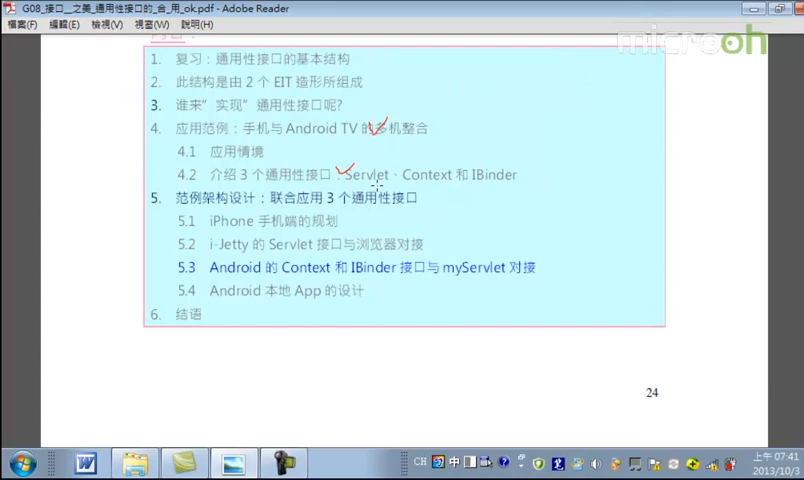 G08_接口__之美_通用性接口的_合_用_ok.pdf - Adobe Reader
檔案(F) 編輯(E) 檢視(V) 視窗(W) 說明(H)
microoh
1. 复习：通用性接口的基本结构
2. 此结构是由 2 个 EIT 造形所组成
3. 谁来”实现”通用性接口呢?
4. 应用范例：手机与 Android TV 的多机整合
4.1 应用情境
4.2 介绍 3 个通用性接口：Servlet、Context 和 IBinder
5. 范例架构设计：联合应用 3 个通用性接口
5.1 iPhone 手机端的规划
5.2 i-Jetty 的 Servlet 接口与浏览器对接
5.3 Android 的 Context 和 IBinder 接口与 myServlet 对接
5.4 Android 本地 App 的设计
6. 结语
24
CH 中
上午 07:41
2013/10/3